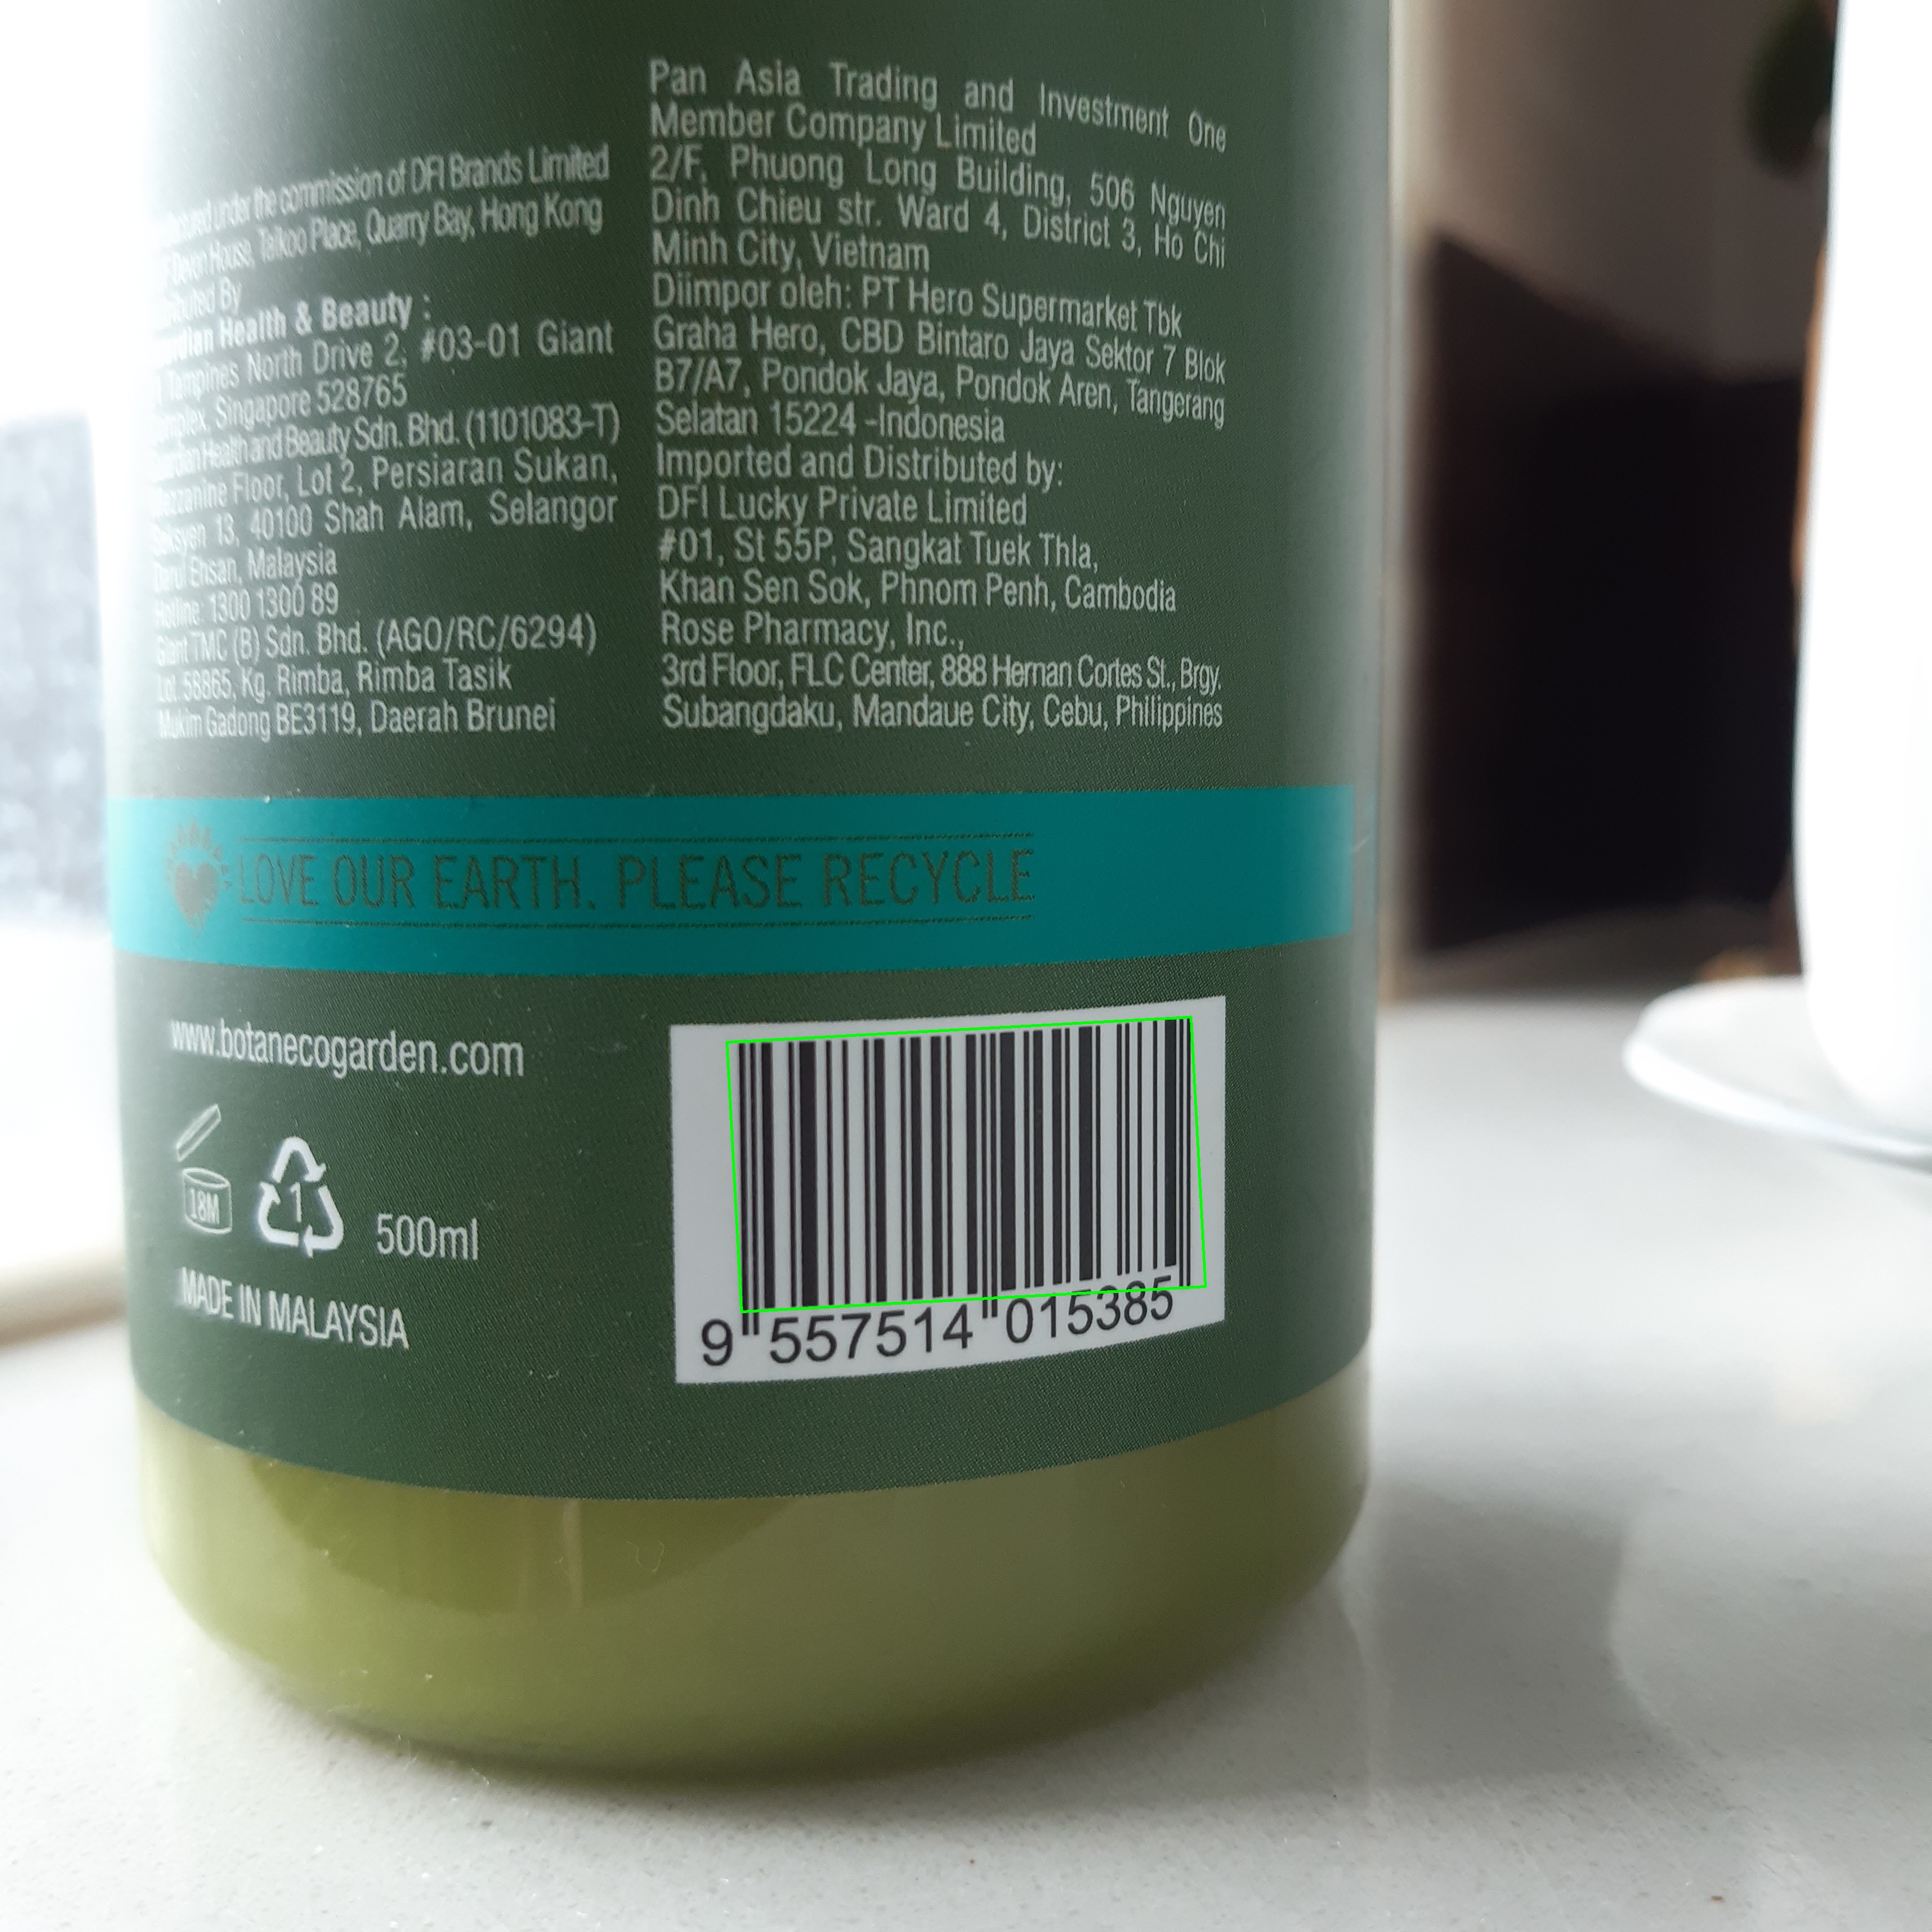 under the commission of DFI Brands Limited
Devon House, Taikoo Place, Quarry Bay, Hong Kong
By
Health & Beauty :
Tampines North Drive 2, #03-01 Giant
Singapore 528765
Health and Beauty Sdn. Bhd. (1101083-T)
Mezzanine Floor, Lot 2, Persiaran Sukan,
Seksyen 13, 40100 Shah Alam, Selangor
Darul Ehsan, Malaysia
Hotline: 1300 1300 89
Giant TMC (B) Sdn. Bhd. (AGO/RC/6294)
Lot 58865, Kg. Rimba, Rimba Tasik
Mukim Gadong BE3119, Daerah Brunei
Pan Asia Trading and Investment One
Member Company Limited
2/F, Phuong Long Building, 506 Nguyen
Dinh Chieu str. Ward 4, District 3, Ho Chi
Minh City, Vietnam
Diimpor oleh: PT Hero Supermarket Tbk
Graha Hero, CBD Bintaro Jaya Sektor 7 Blok
B7/A7, Pondok Jaya, Pondok Aren, Tangerang
Selatan 15224 -Indonesia
Imported and Distributed by:
DFI Lucky Private Limited
#01, St 55P, Sangkat Tuek Thla,
Khan Sen Sok, Phnom Penh, Cambodia
Rose Pharmacy, Inc.,
3rd Floor, FLC Center, 888 Hernan Cortes St., Brgy.
Subangdaku, Mandaue City, Cebu, Philippines
LOVE OUR EARTH. PLEASE RECYCLE
www.botanecogarden.com
18M
1
500ml
MADE IN MALAYSIA
9 557514 015385